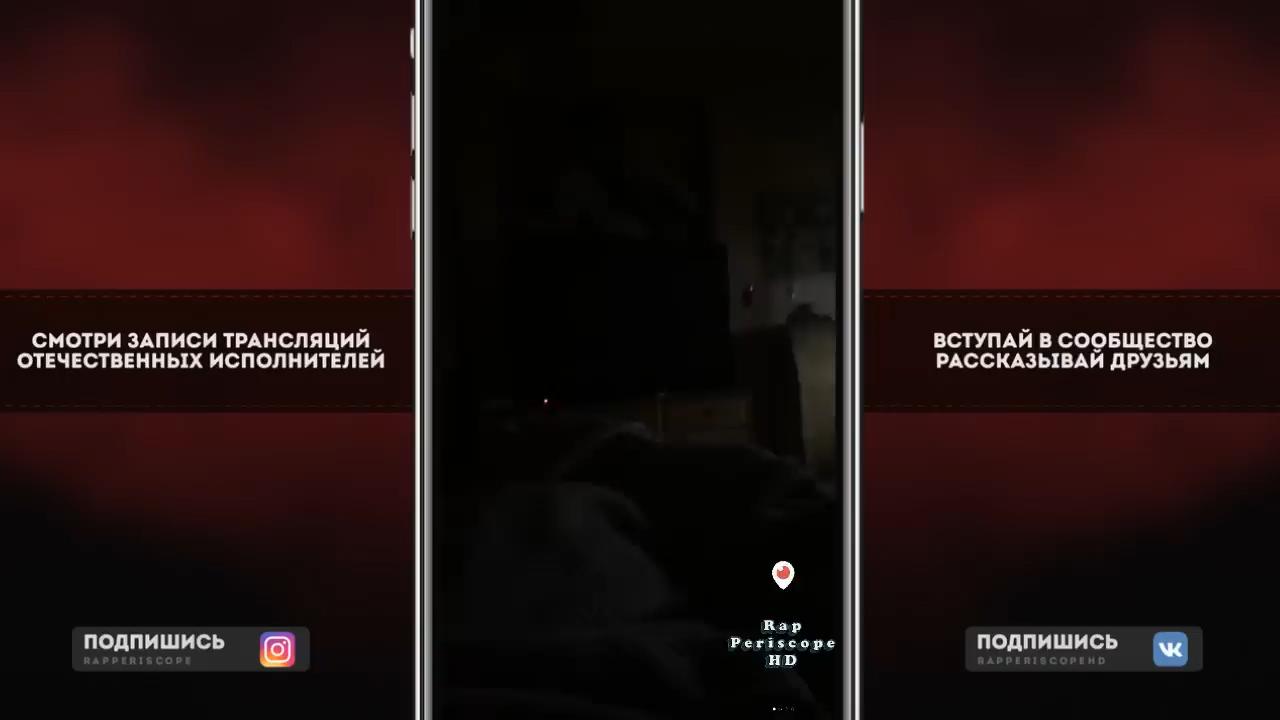 СМОТРИ ЗАПИСИ ТРАНСЛЯЦИЙ
ОТЕЧЕСТВЕННЫХ ИСПОЛНИТЕЛЕЙ
ВСТУПАЙ В СООБЩЕСТВО
РАССКАЗЫВАЙ ДРУЗЬЯМ
Rap
Periscope
HD
ПОДПИШИСЬ
RAPPERISCOPE
ПОДПИШИСЬ
RAPPERISCOPEHD